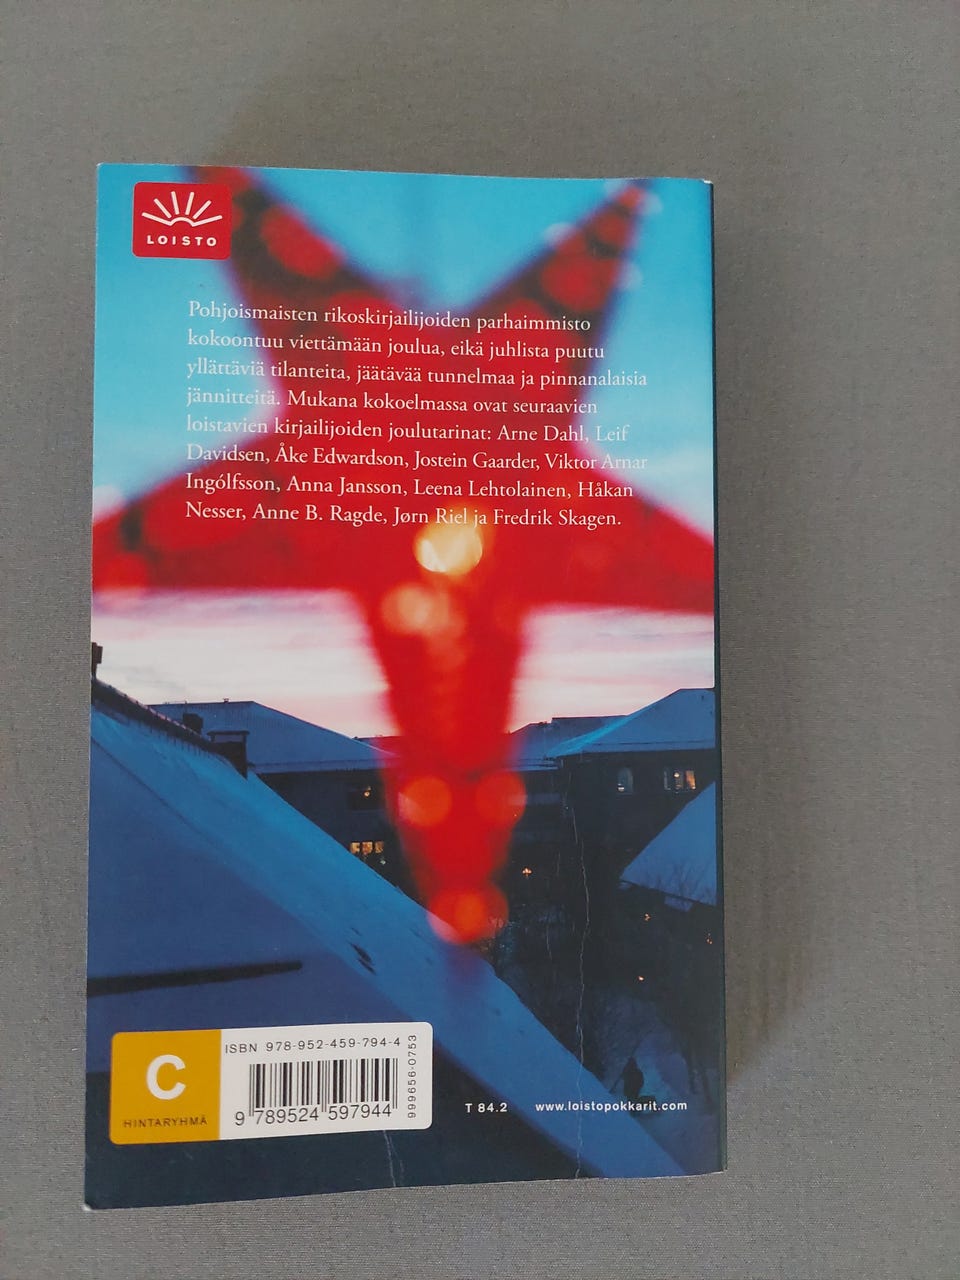 LOISTO
Pohjoismaisten rikoskirjailijoiden parhaimmisto
kokoontuu viettämään joulua, eikä juhlista puutu
yllättäviä tilanteita, jäätävää tunnelmaa ja pinnanalaisia
jännitteitä. Mukana kokoelmassa ovat seuraavien
loistavien kirjailijoiden joulutarinat: Arne Dahl, Leif
Davidsen, Åke Edwardson, Jostein Gaarder, Viktor Arnar
Ingólfsson, Anna Jansson, Leena Lehtolainen, Håkan
Nesser, Anne B. Ragde, Jørn Riel ja Fredrik Skagen.
C
HINTARYHMÄ
ISBN 978-952-459-794-4
9 789524 597944
999656-0753
T 84.2 www.loistopokkarit.com